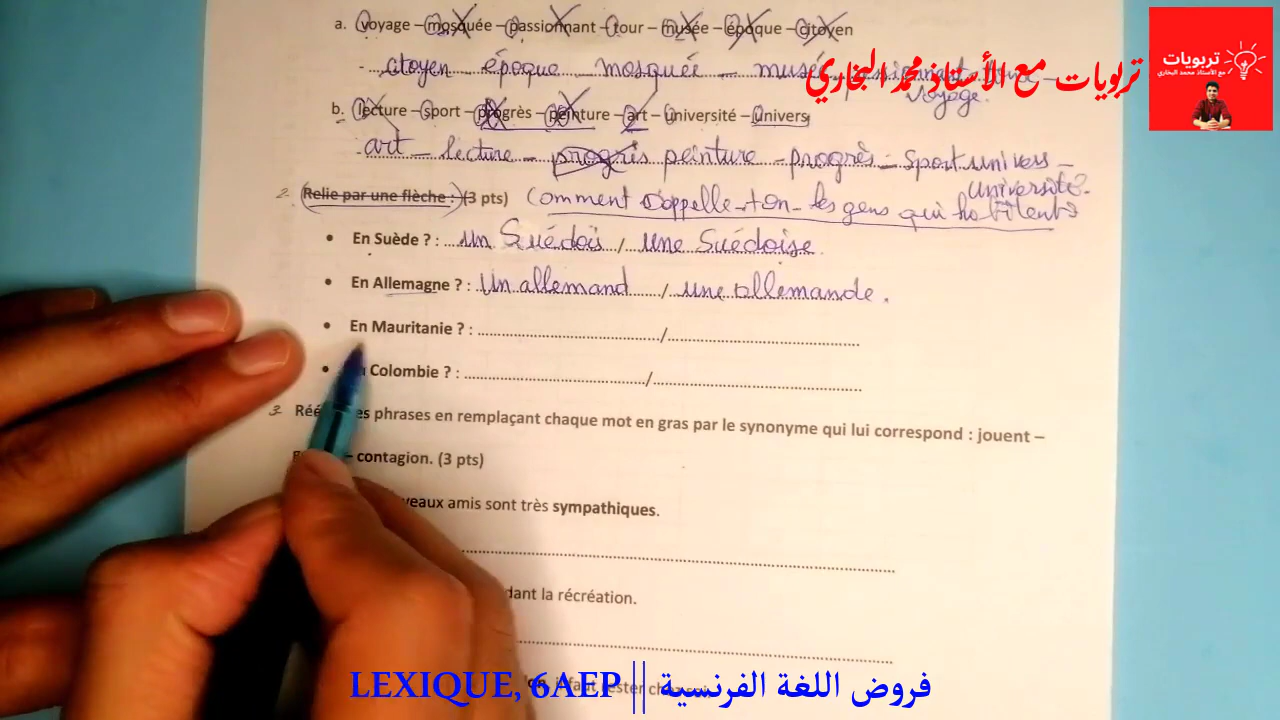 a. voyage – mosquée – passionnant – tour – musée – époque – citoyen
- citoyen - époque - mosquée - musée
voyage.
تربويات مع الأستاذ محمد البخاري
تربويات
مع الأستاذ محمد البخاري
b. lecture – sport – progrès – peinture – art – université – univers
- art - lecture - progrès peinture - progrès - sport univers -
université.
2. Relie par une flèche : (3 pts) (Comment s'appelle-t-on les gens qui habitent
• En Suède ? : un Suédois / une Suédoise.
• En Allemagne ? : Un allemand / une allemande.
• En Mauritanie ? : ……………/……………
• Colombie ? : ……………/……………
3. phrases en remplaçant chaque mot en gras par le synonyme qui lui correspond : jouent –
– contagion. (3 pts)
amis sont très sympathiques.
la récréation.
LEXIQUE, 6AEP || فروض اللغة الفرنسية